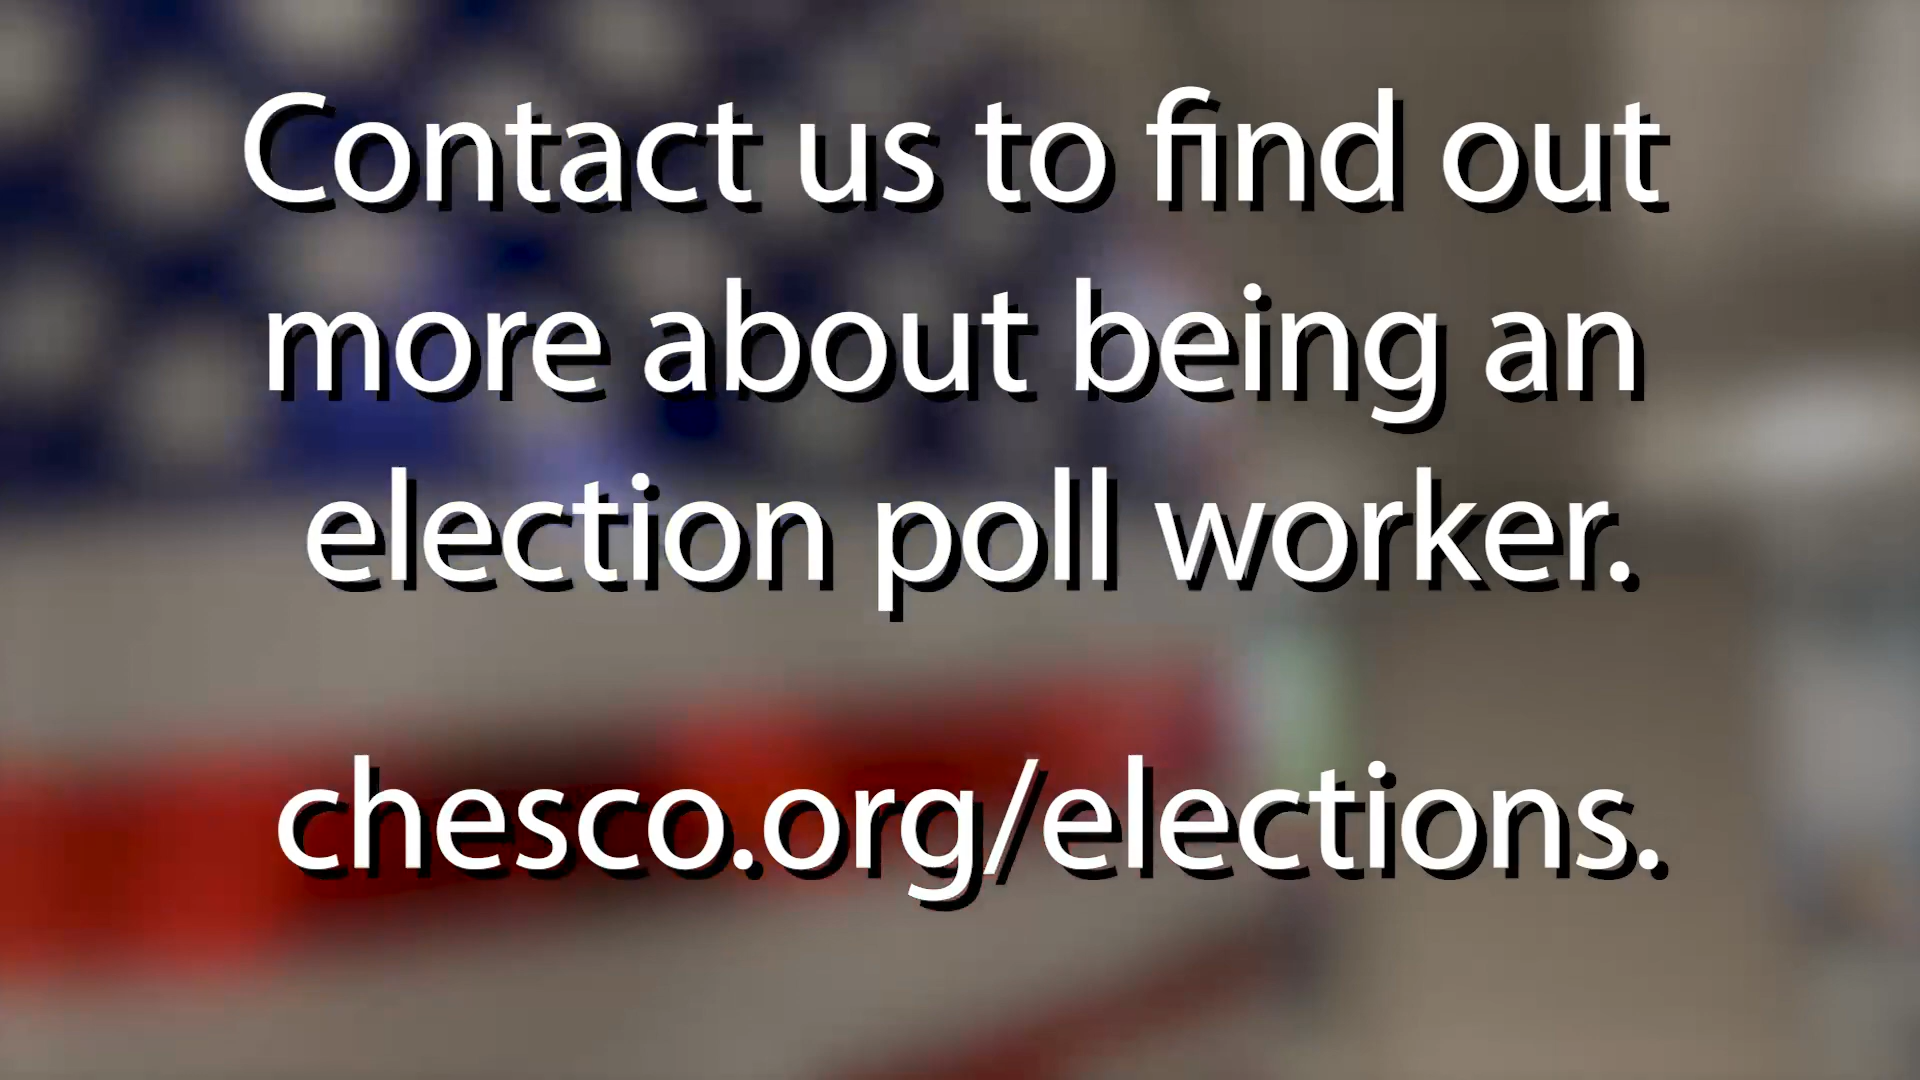 Contact us to find out
more about being an
election poll worker.
chesco.org/elections.